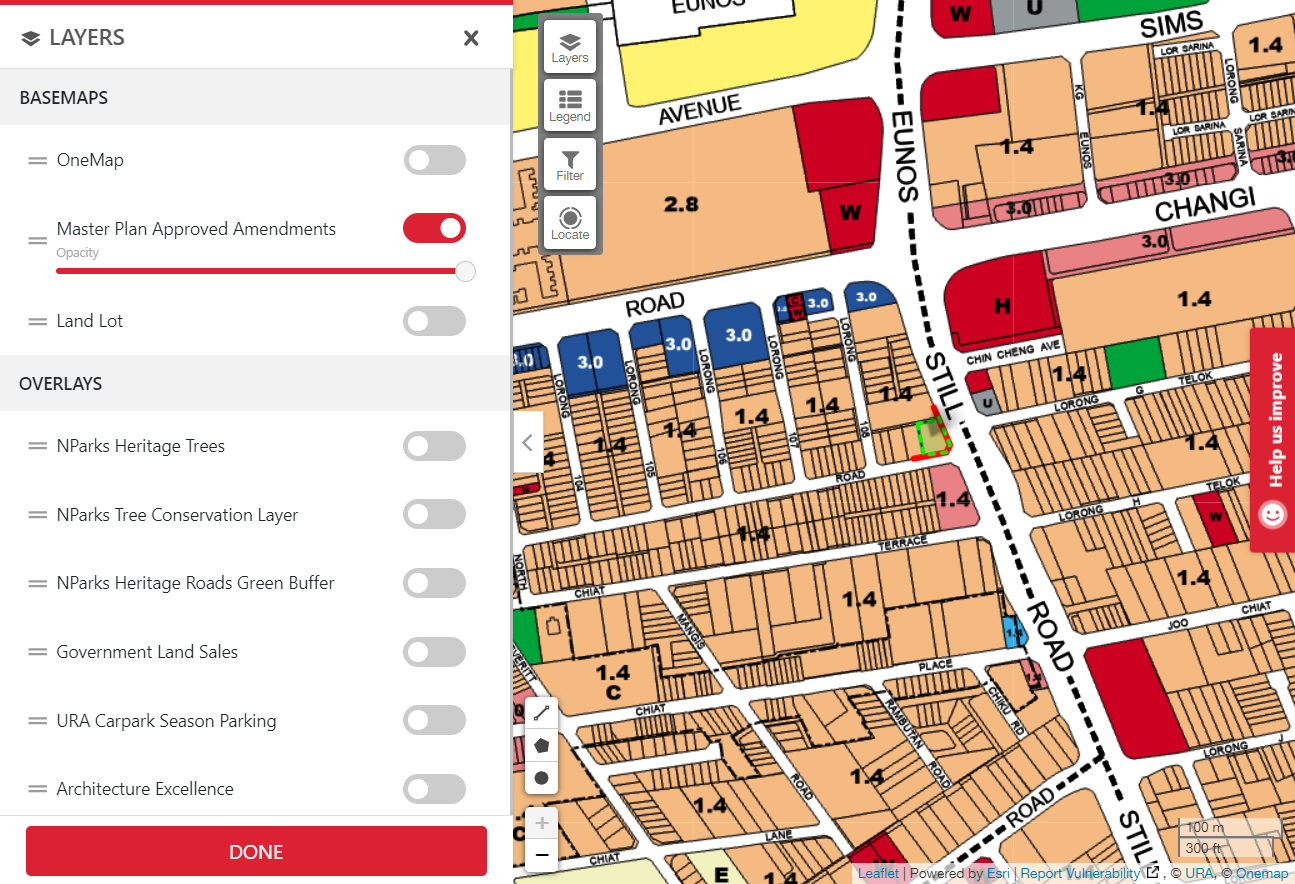 LAYERS
BASEMAPS
OneMap
Master Plan Approved Amendments
Opacity
Land Lot
OVERLAYS
NParks Heritage Trees
NParks Tree Conservation Layer
NParks Heritage Roads Green Buffer
Government Land Sales
URA Carpark Season Parking
Architecture Excellence
DONE
Layers
Legend
Filter
Locate
EUNOS
W
U
SIMS
LOR SARINA
1.4
AVENUE
EUNOS
KG
EUNOS
1.4
LORONG
SARINA
LOR SARINA
LOR SARINA
1.4
3.0
2.8
W
3.0
3.0
CHANGI
3.0
ROAD
3.0
3.0
3.0
3.0
W
3.0
H
1.4
CHIN CHENG AVE
LORONG
LORONG
LORONG
LORONG
LORONG
STILL
U
1.4
LORONG
G
TELOK
1.4
1.4
1.4
1.4
1.4
104
105
106
107
108
ROAD
1.4
1.4
1.4
LORONG
H
TELOK
W
1.4
NORTH
CHIAT
TERRACE
MANGIS
1.4
1.4
ROAD
JOO
CHIAT
EVERITT
1.4
C
CHIAT
PLACE
1.4
CHIKU RD
RAMBUTAN
ROAD
ROAD
1.4
1.4
LORONG
J
ROAD
STILL
C
CHIAT
LANE
E
1.4
W
100 m
300 ft
Help us improve
Leaflet | Powered by Esri | Report Vulnerability , © URA, © Onemap